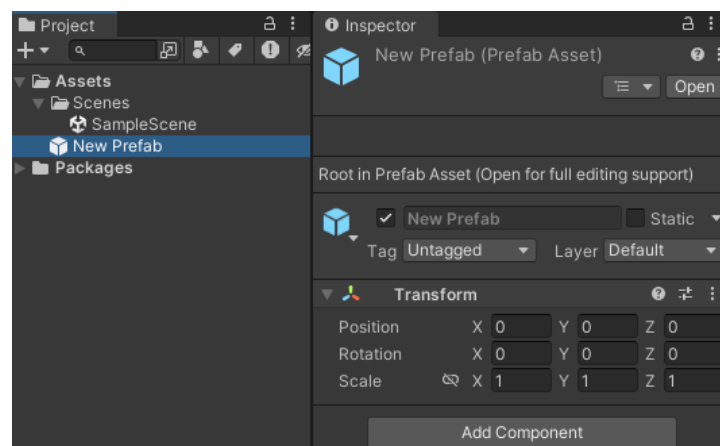 Project
Assets
Scenes
SampleScene
New Prefab
Packages
Inspector
New Prefab (Prefab Asset)
Open
Root in Prefab Asset (Open for full editing support)
New Prefab Static
Tag Untagged Layer Default
Transform
Position X 0 Y 0 Z 0
Rotation X 0 Y 0 Z 0
Scale X 1 Y 1 Z 1
Add Component